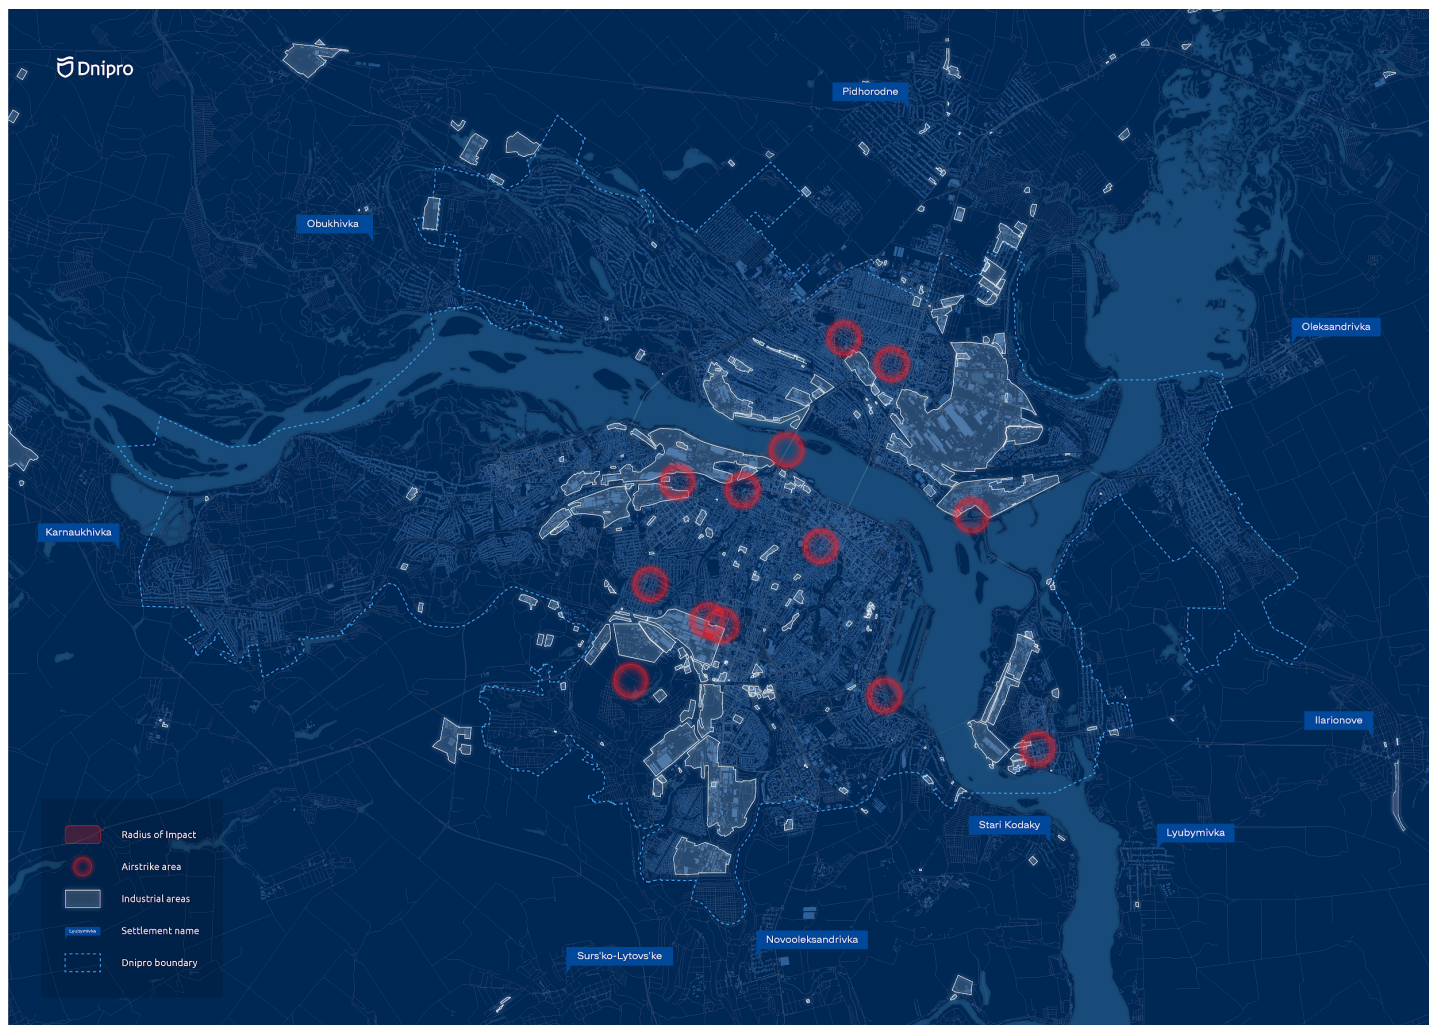 Dnipro
Pidhorodne
Obukhivka
Oleksandrivka
Karnaukhivka
Ilarionove
Stari Kodaky
Lyubymivka
Novooleksandrivka
Surs'ko-Lytovs'ke
Radius of Impact
Airstrike area
Industrial areas
Lyubymivka
Settlement name
Dnipro boundary